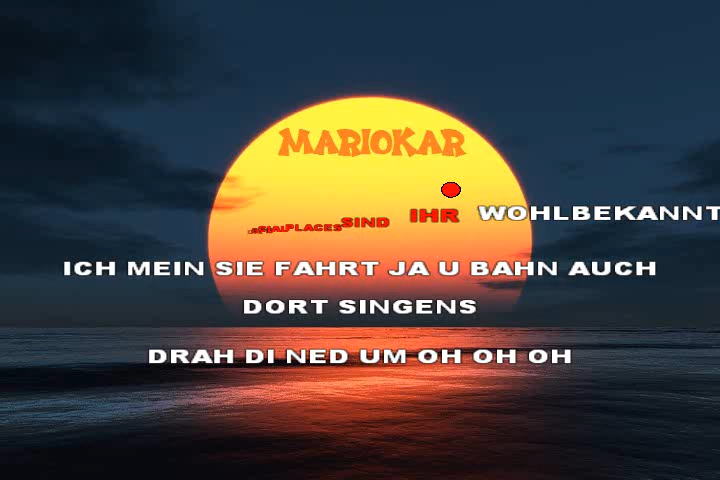 MARIOKAR
PLACES SIND IHR WOHLBEKANNT
ICH MEIN SIE FAHRT JA U BAHN AUCH
DORT SINGENS
DRAH DI NED UM OH OH OH